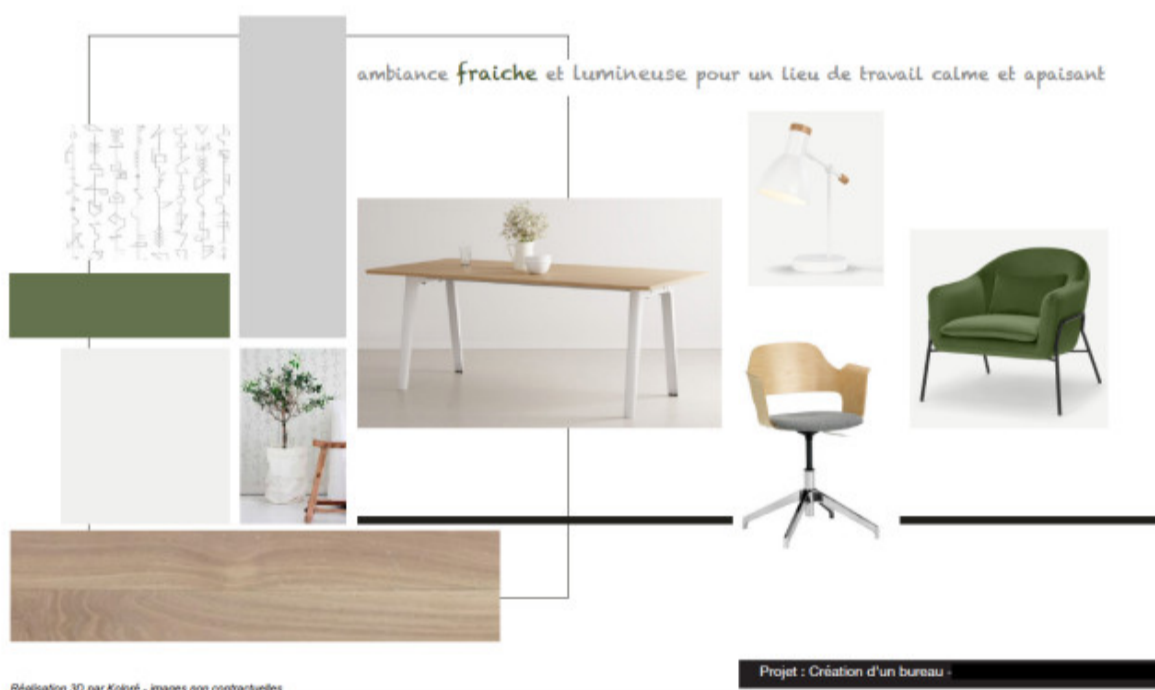 ambiance fraiche et lumineuse pour un lieu de travail calme et apaisant
Projet : Création d'un bureau -
Réalisation 3D par - images non contractuelles